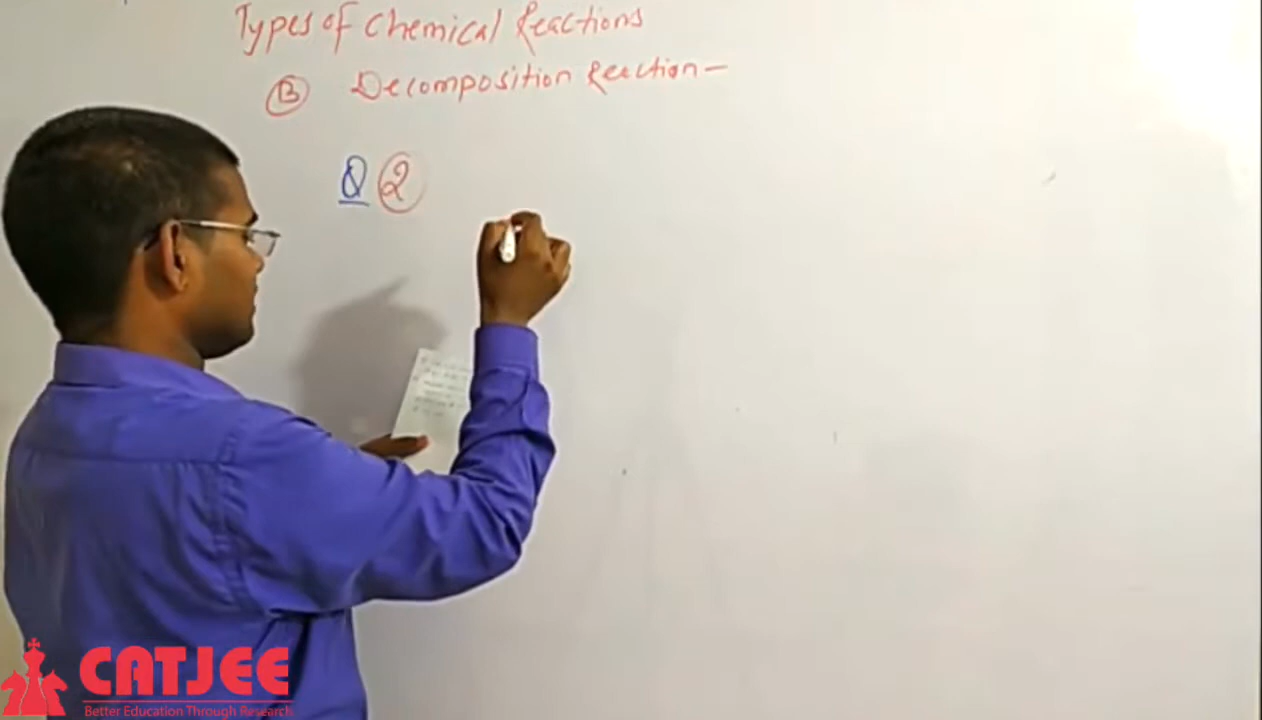 Types of Chemical Reactions
B Decomposition Reaction —
Q 2
CATJEE
Better Education Through Research